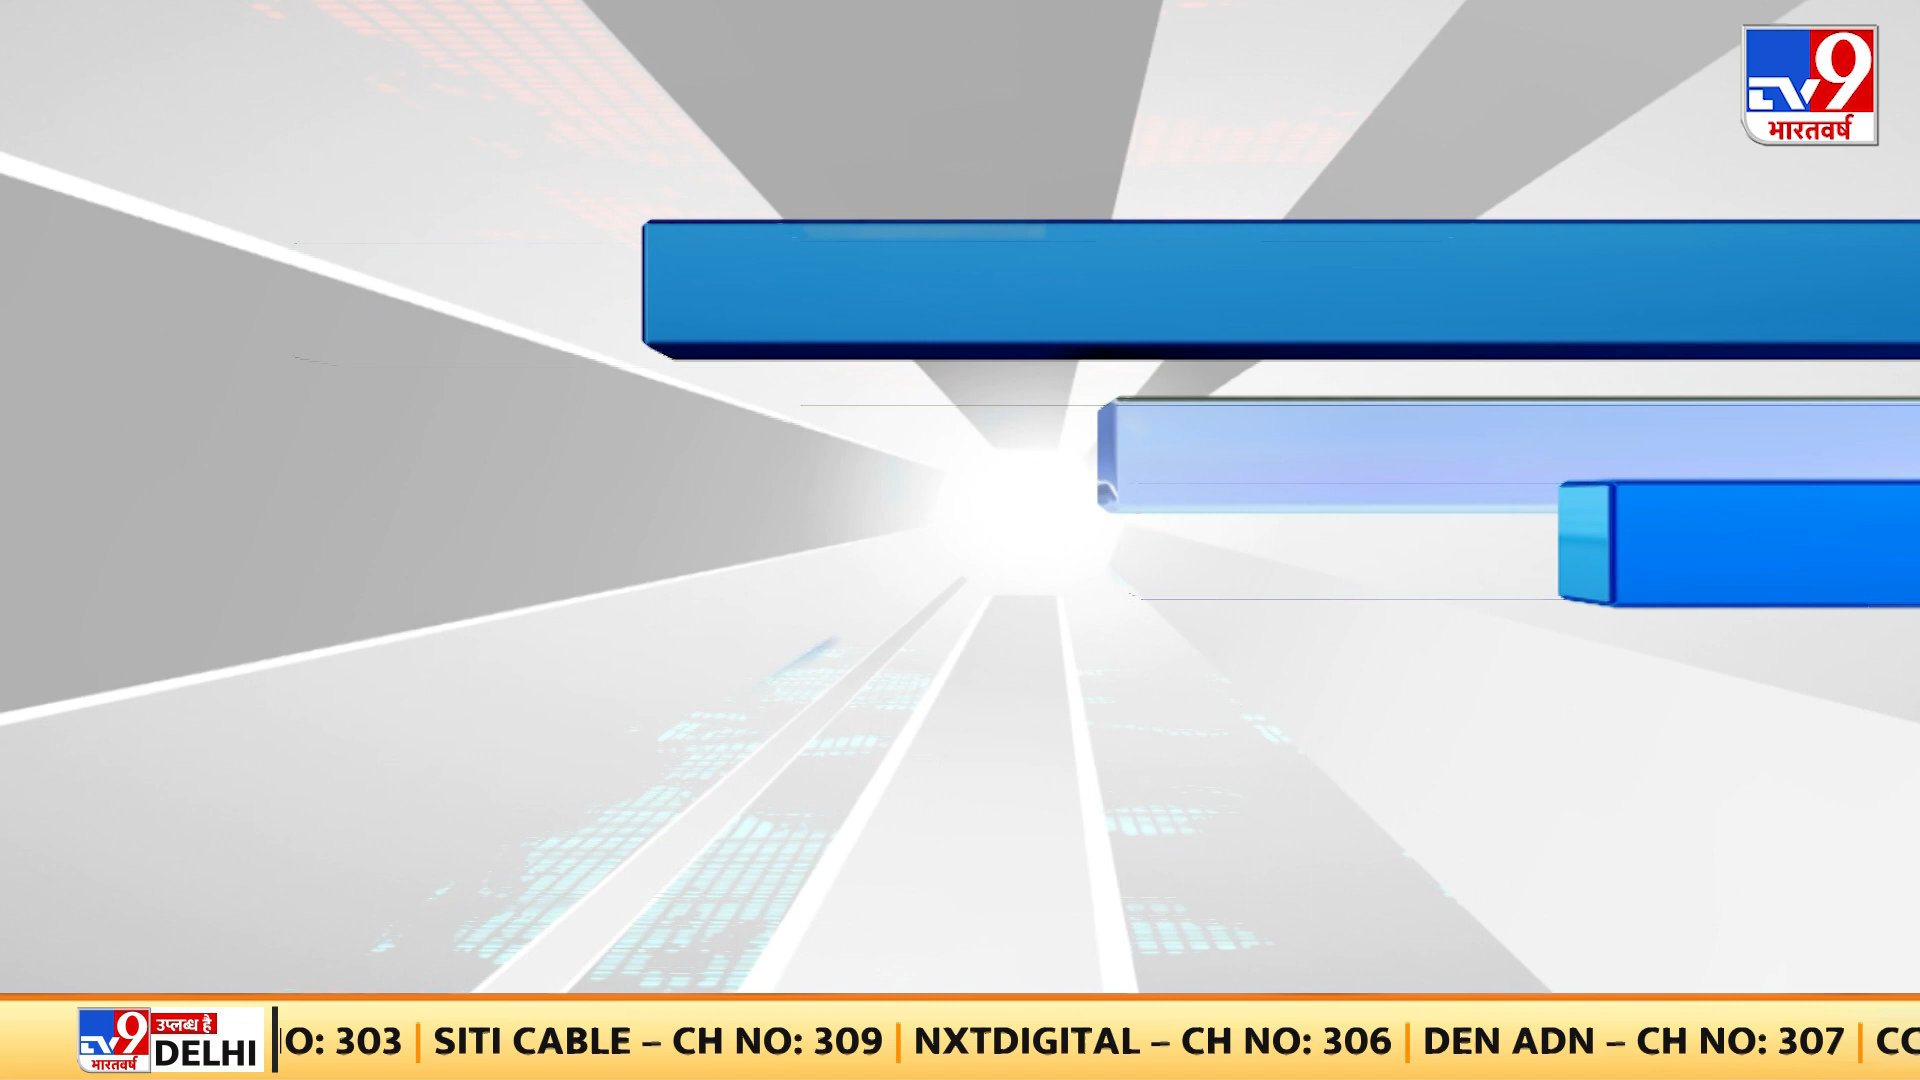 TV9
भारतवर्ष
TV9 उपलब्ध है
भारतवर्ष DELHI
O: 303 | SITI CABLE – CH NO: 309 | NXTDIGITAL – CH NO: 306 | DEN ADN – CH NO: 307 |